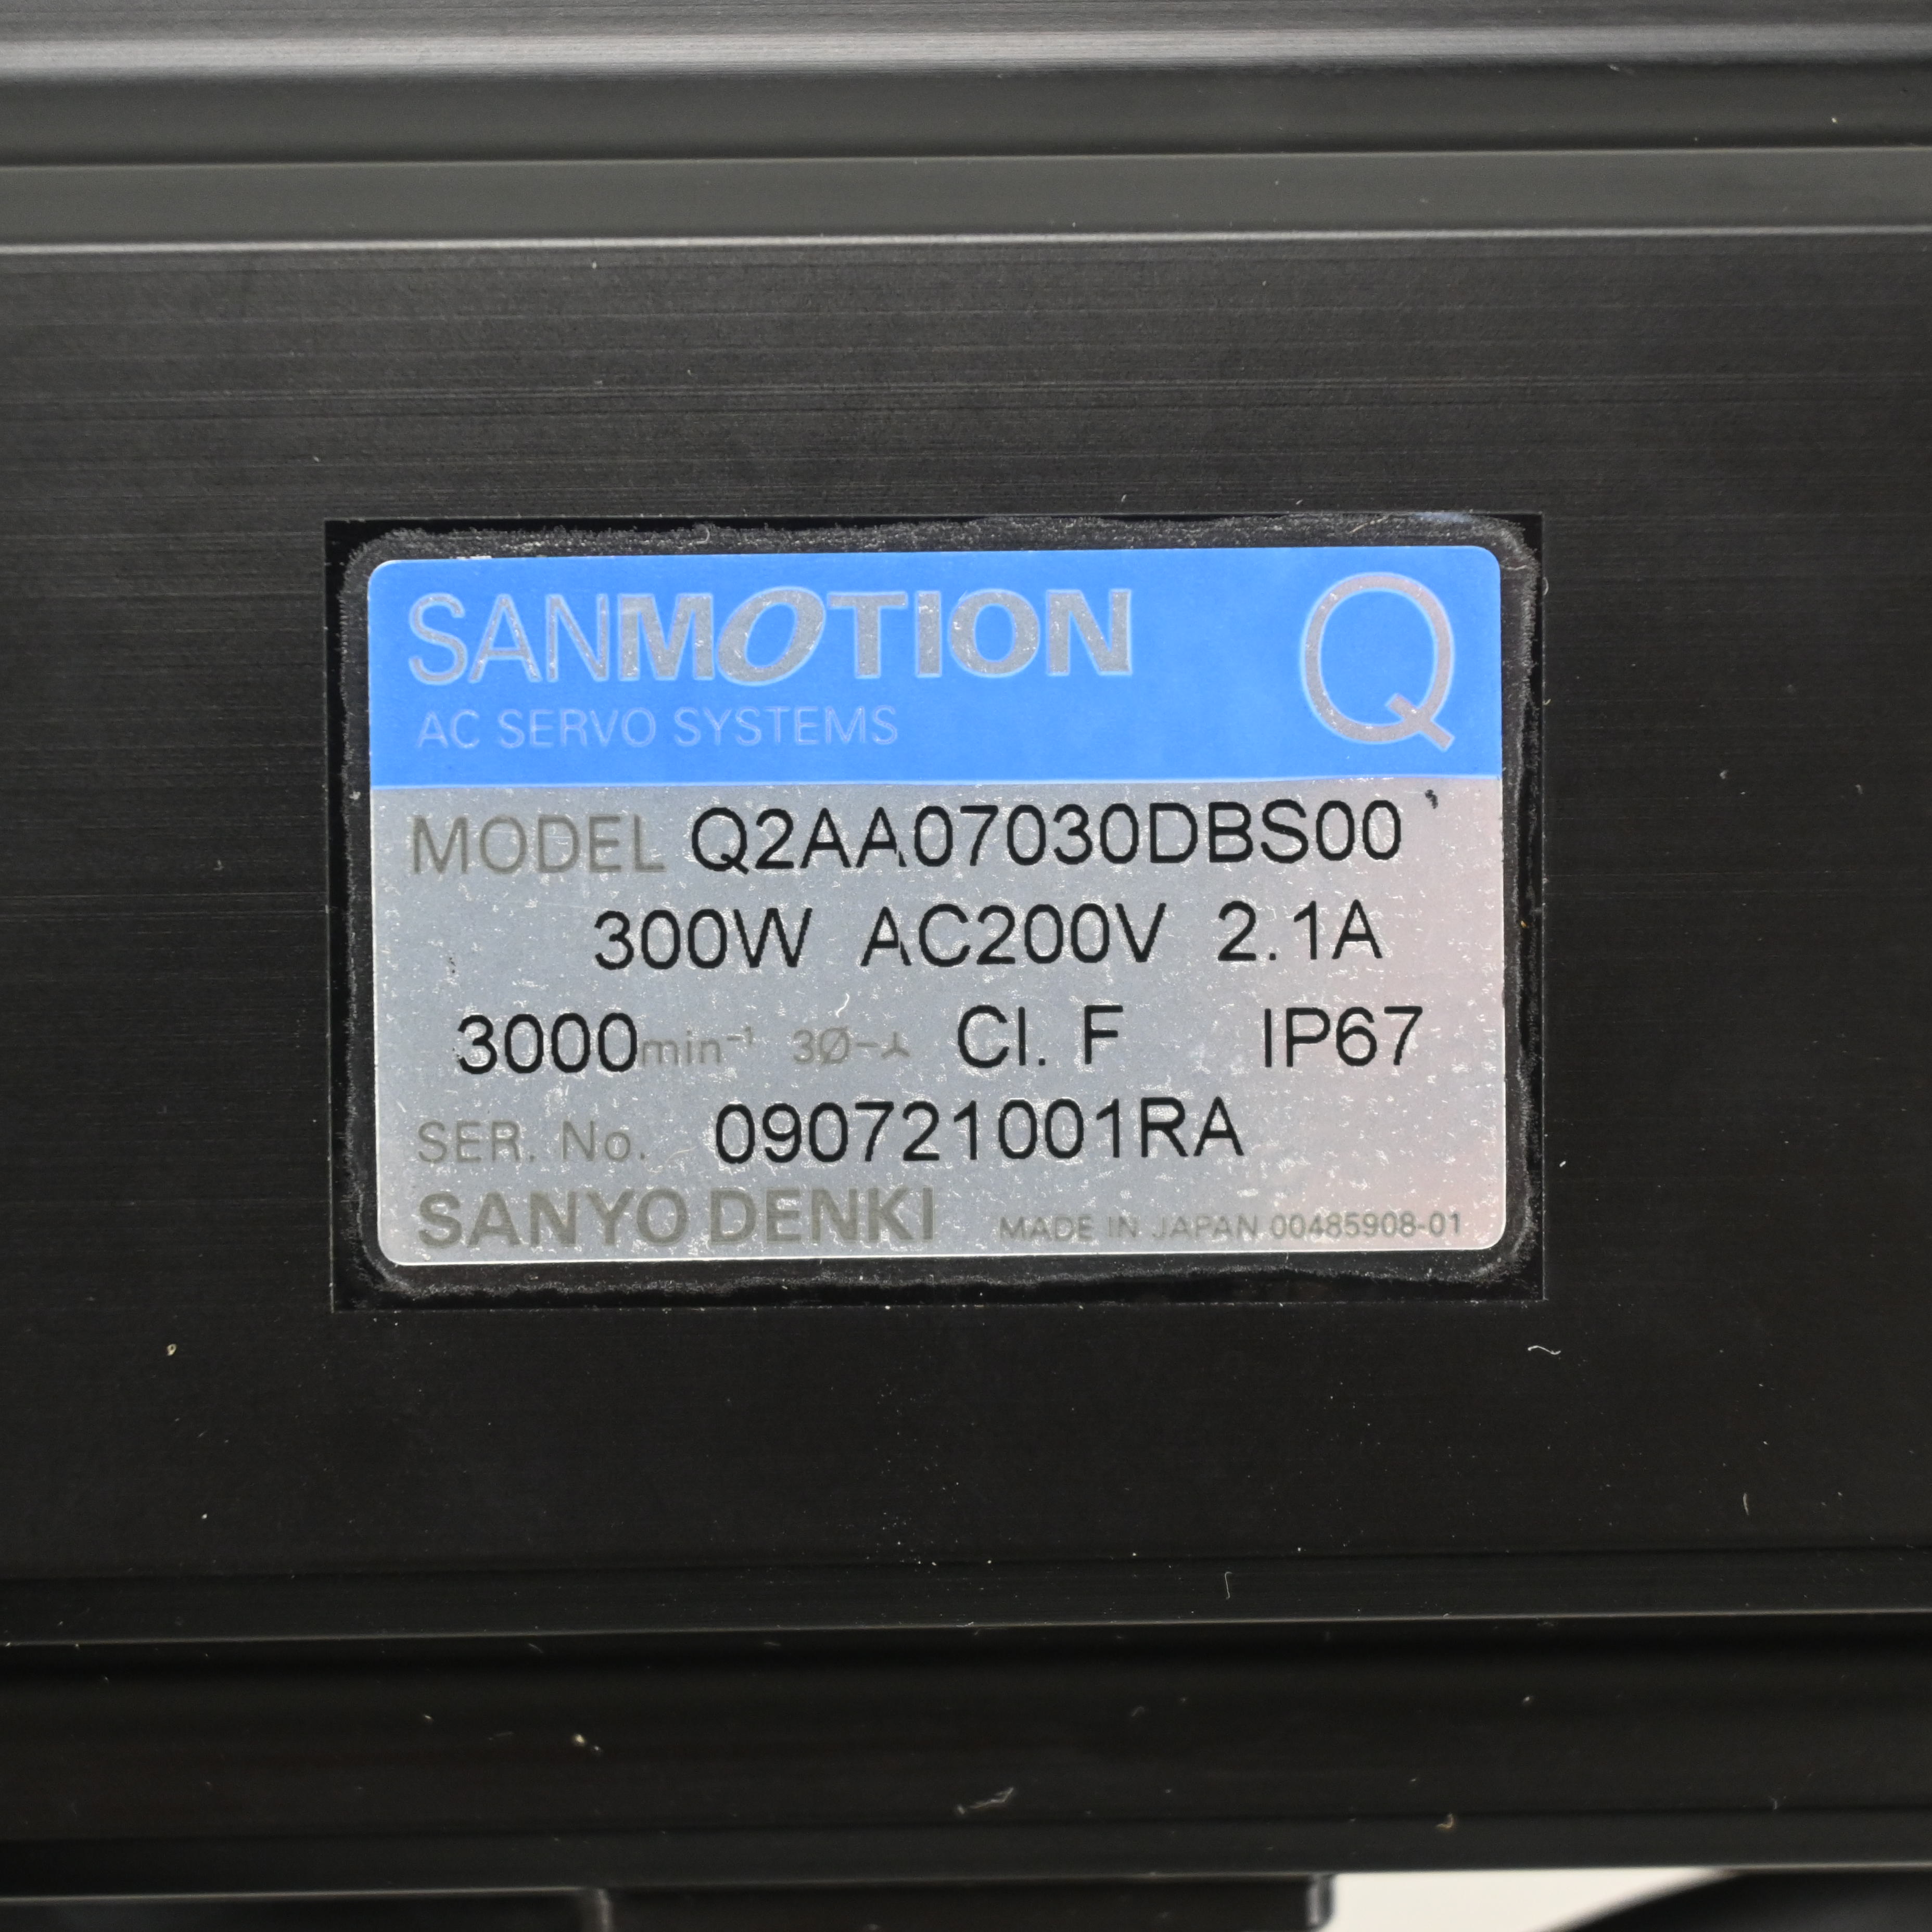 SANMOTION Q
AC SERVO SYSTEMS
MODEL Q2AA07030DBS00
300W AC200V 2.1A
3000min⁻¹ 3Ø-⅄ Cl. F IP67
SER. No. 090721001RA
SANYO DENKI MADE IN JAPAN 00485908-01